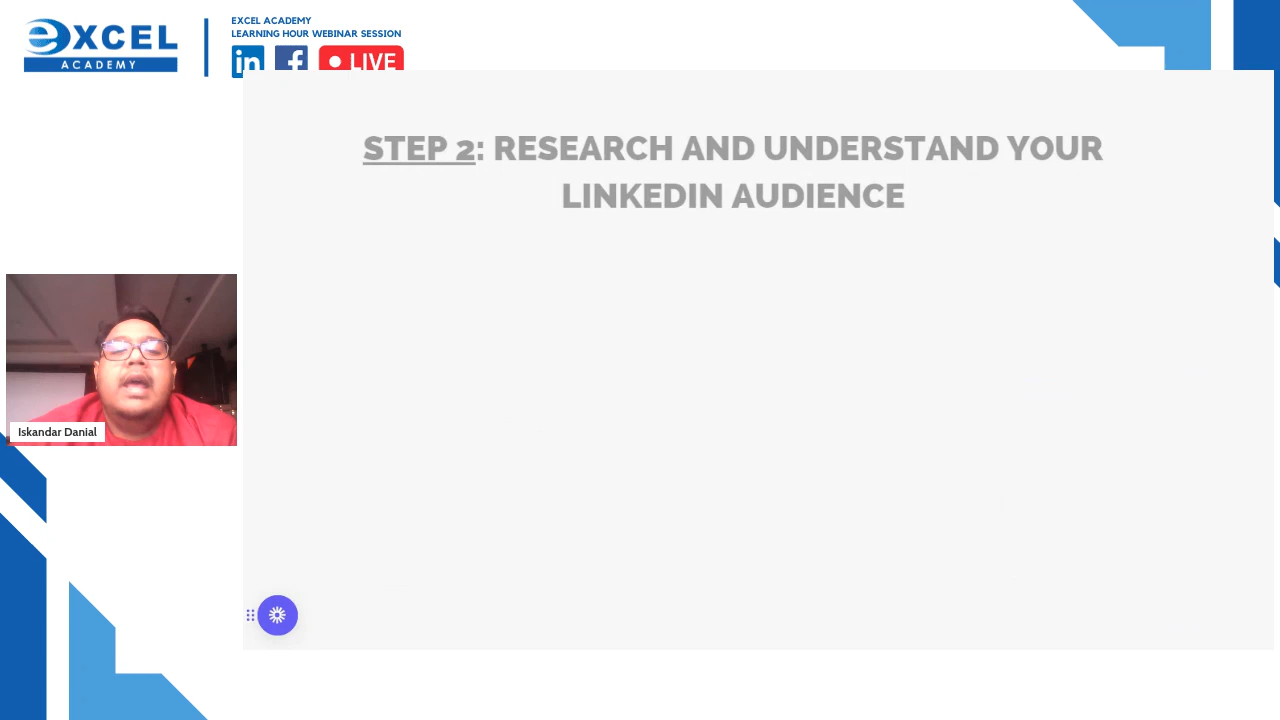 EXCEL
ACADEMY
EXCEL ACADEMY
LEARNING HOUR WEBINAR SESSION
in
f
LIVE
STEP 2: RESEARCH AND UNDERSTAND YOUR
LINKEDIN AUDIENCE
Iskandar Danial